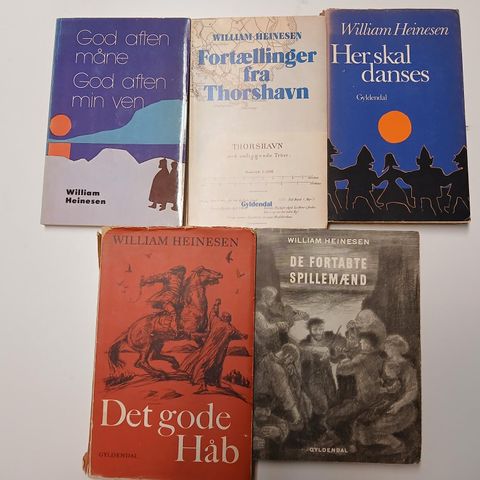 God aften
måne
God aften
min ven
William
Heinesen
WILLIAM HEINESEN
Fortællinger
fra
Thorshavn
THORSHAVN
Gyldendal
William Heinesen
Her skal
danses
Gyldendal
WILLIAM HEINESEN
Det gode
Håb
GYLDENDAL
WILLIAM HEINESEN
DE FORTABTE
SPILLEMÆND
GYLDENDAL